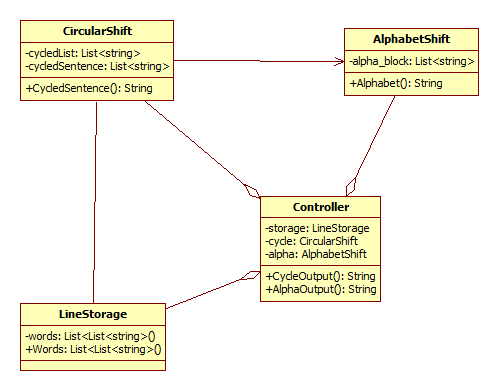 CircularShift
-cycledList: List<string>
-cycledSentence: List<string>
+CycledSentence(): String
AlphabetShift
-alpha_block: List<string>
+Alphabet(): String
Controller
-storage: LineStorage
-cycle: CircularShift
-alpha: AlphabetShift
+CycleOutput(): String
+AlphaOutput(): String
LineStorage
-words: List<List<string>()
+Words: List<List<string>()